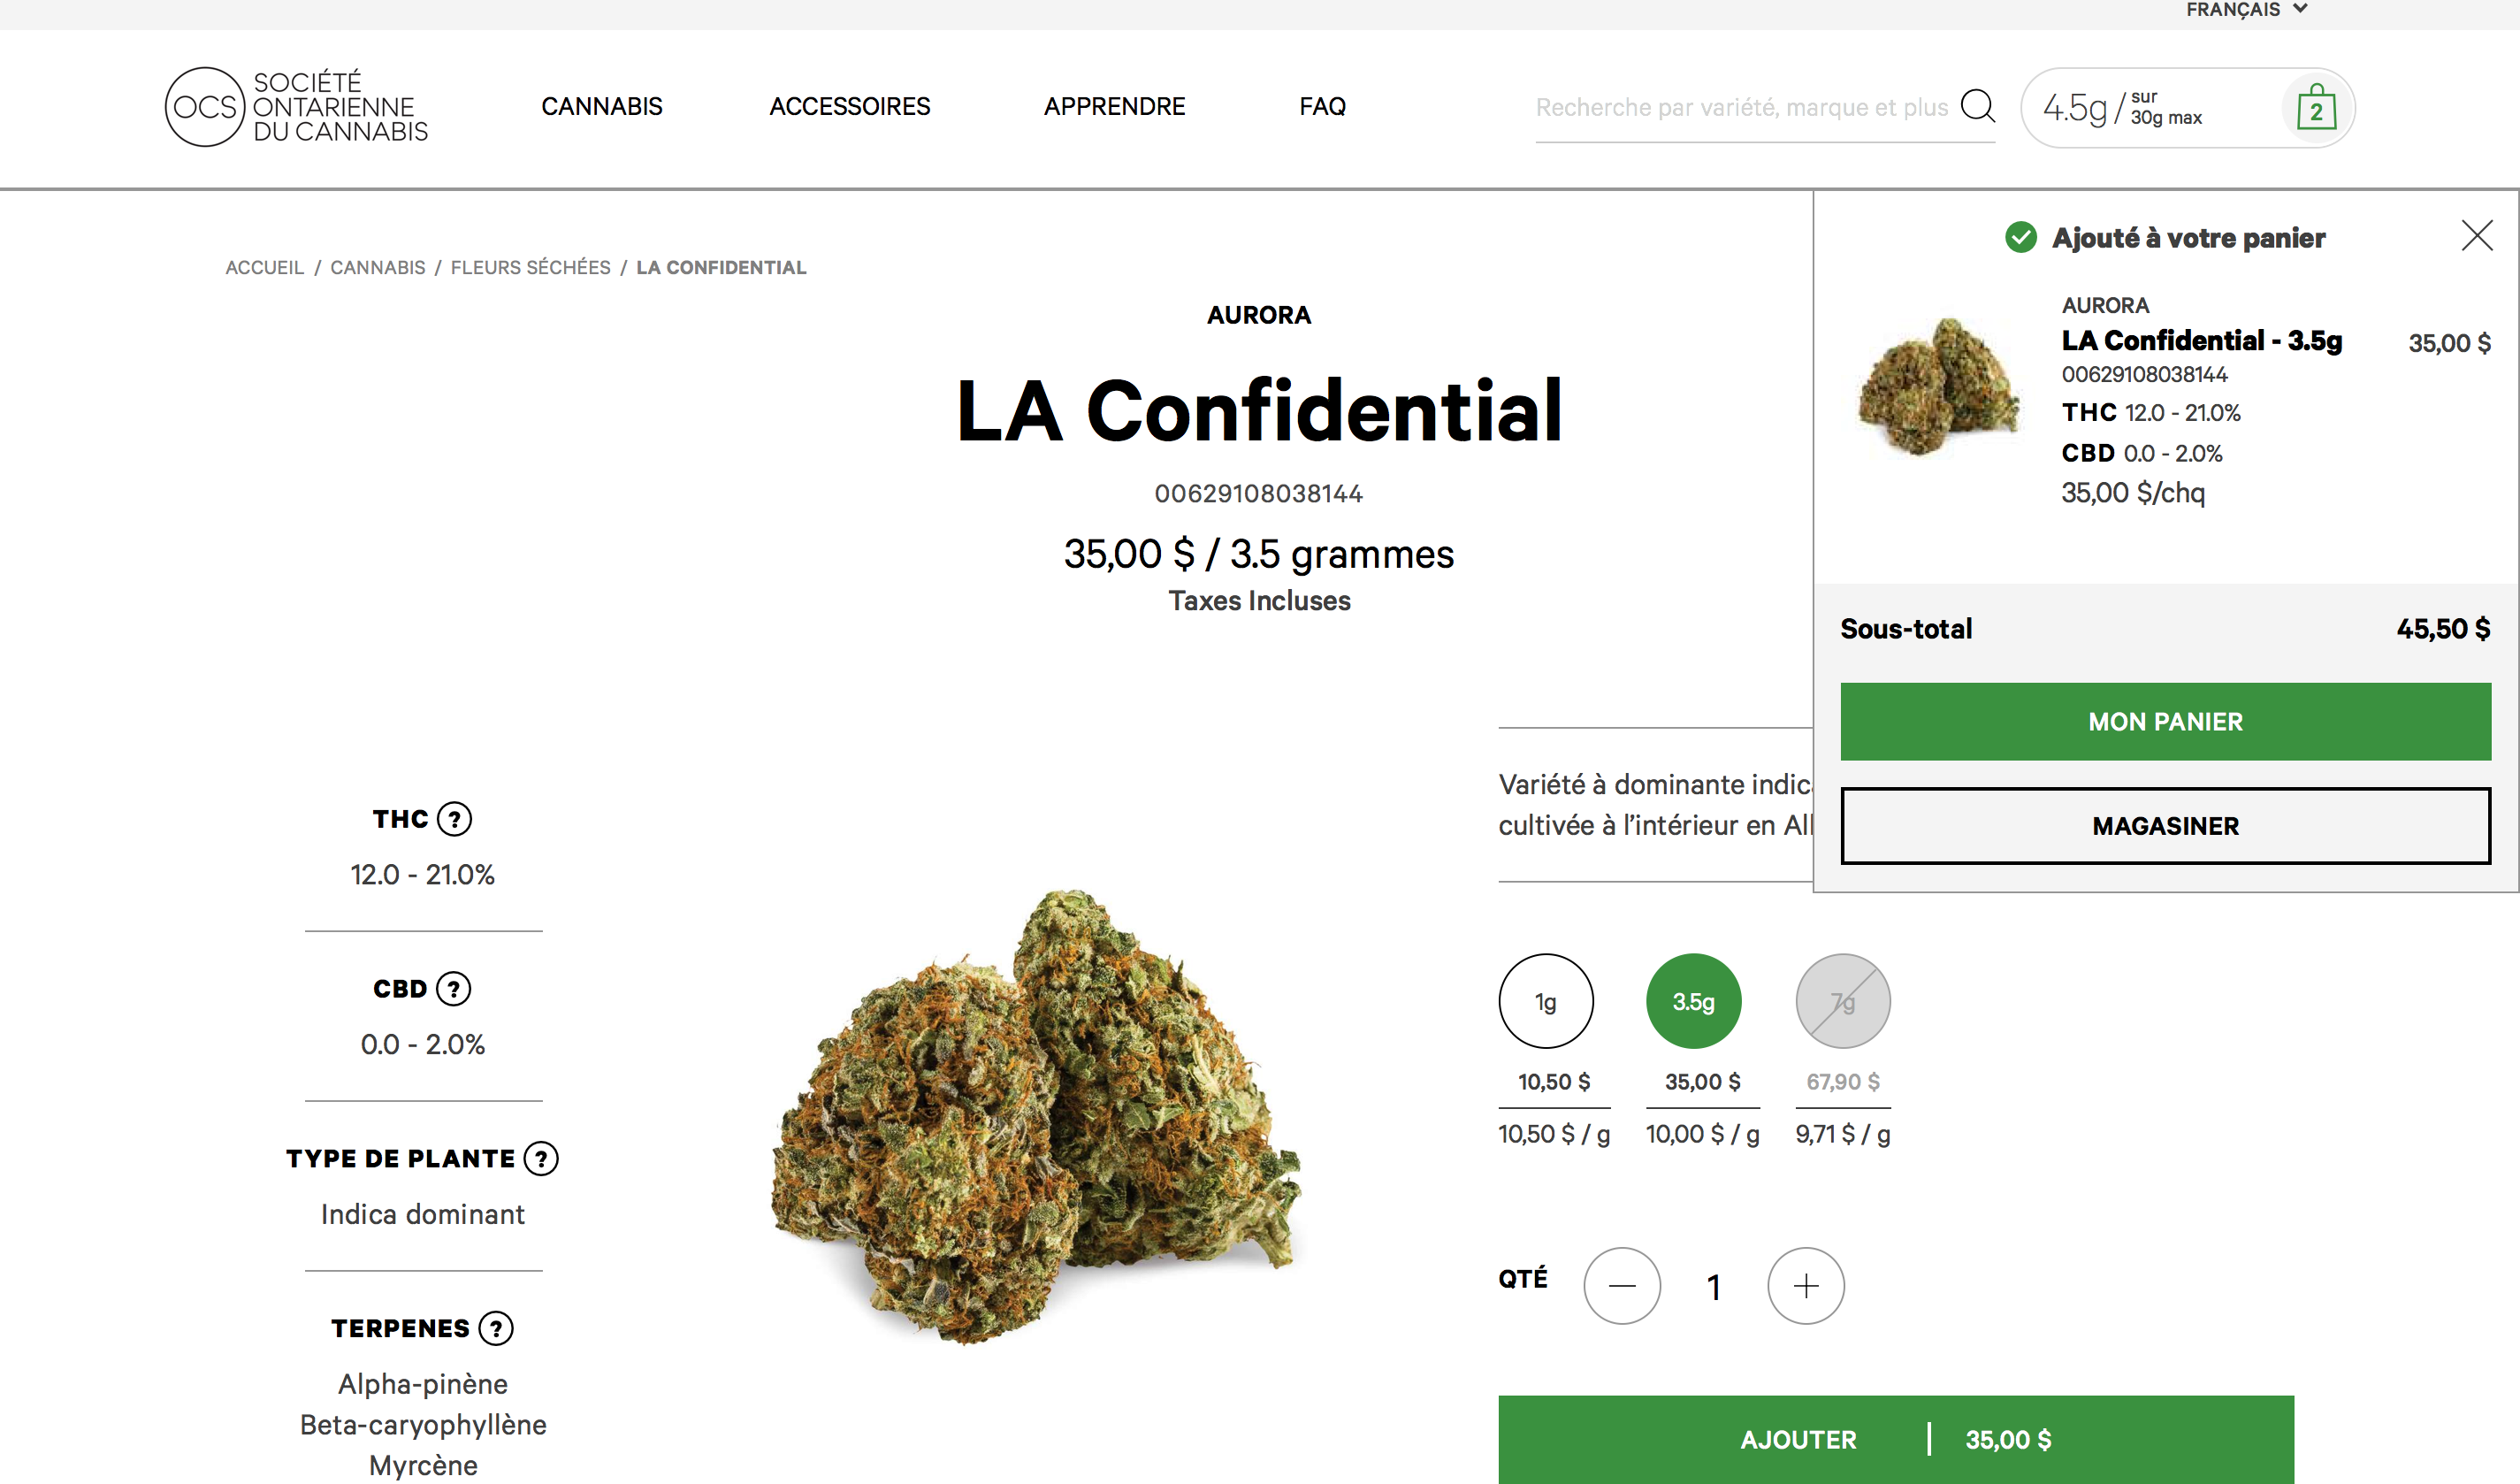 FRANÇAIS
OCS
SOCIÉTÉ
ONTARIENNE
DU CANNABIS
CANNABIS
ACCESSOIRES
APPRENDRE
FAQ
Recherche par variété, marque et plus
4.5g / sur
30g max
2
ACCUEIL / CANNABIS / FLEURS SÉCHÉES / LA CONFIDENTIAL
AURORA
LA Confidential
00629108038144
35,00 $ / 3.5 grammes
Taxes Incluses
Ajouté à votre panier
AURORA
LA Confidential - 3.5g
35,00 $
00629108038144
THC 12.0 - 21.0%
CBD 0.0 - 2.0%
35,00 $/chq
Sous-total
45,50 $
MON PANIER
MAGASINER
THC ?
12.0 - 21.0%
CBD ?
0.0 - 2.0%
TYPE DE PLANTE ?
Indica dominant
TERPENES ?
Alpha-pinène
Beta-caryophyllène
Myrcène
Variété à dominante
cultivée à l’intérieur en
1g
3.5g
7g
10,50 $
35,00 $
67,90 $
10,50 $ / g
10,00 $ / g
9,71 $ / g
QTÉ
1
AJOUTER
35,00 $